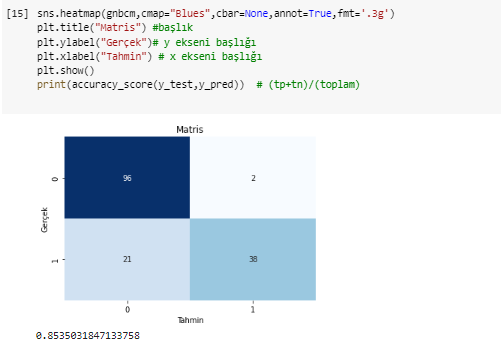 [15] sns.heatmap(gnbcm,cmap="Blues",cbar=None,annot=True,fmt='.3g')
plt.title("Matris") #başlık
plt.ylabel("Gerçek")# y ekseni başlığı
plt.xlabel("Tahmin") # x ekseni başlığı
plt.show()
print(accuracy_score(y_test,y_pred))  # (tp+tn)/(toplam)
Matris
0
96
2
Gerçek
1
21
38
0
1
Tahmin
0.8535031847133758